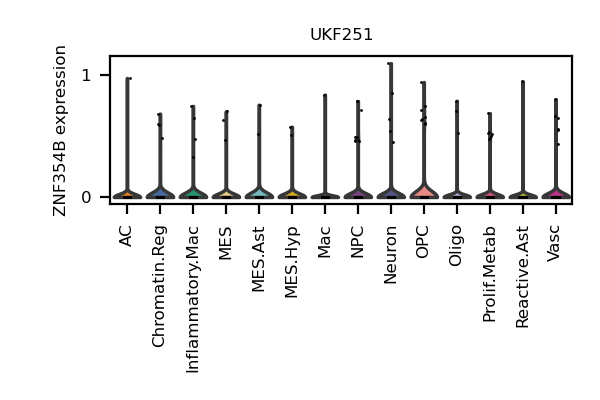 UKF251
ZNF354B expression
1
0
AC
Chromatin.Reg
Inflammatory.Mac
MES
MES.Ast
MES.Hyp
Mac
NPC
Neuron
OPC
Oligo
Prolif.Metab
Reactive.Ast
Vasc